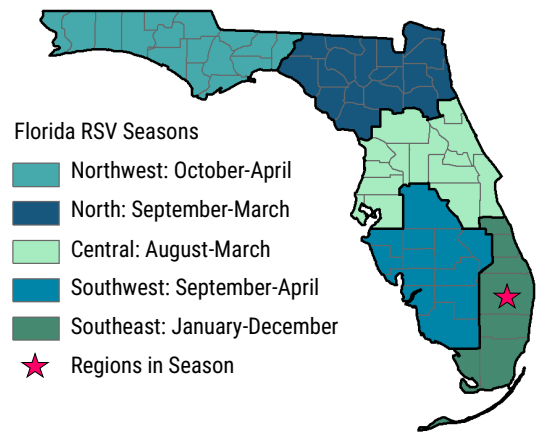 Florida RSV Seasons
Northwest: October-April
North: September-March
Central: August-March
Southwest: September-April
Southeast: January-December
Regions in Season